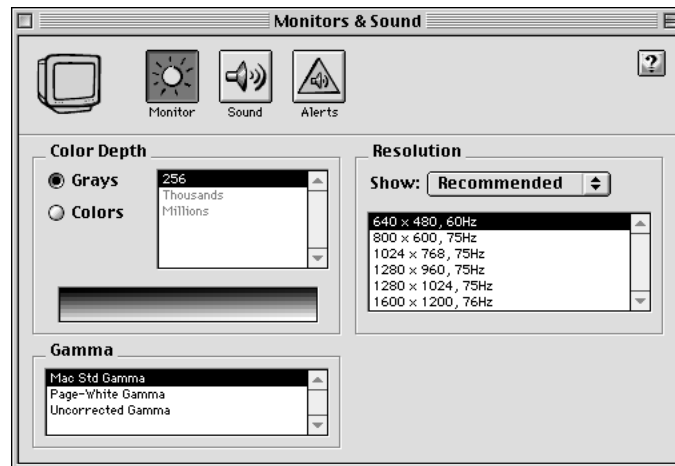 Monitors & Sound
?
Monitor
Sound
Alerts
Color Depth
Grays
Colors
256
Thousands
Millions
Resolution
Show: Recommended
640 × 480, 60Hz
800 × 600, 75Hz
1024 × 768, 75Hz
1280 × 960, 75Hz
1280 × 1024, 75Hz
1600 × 1200, 76Hz
Gamma
Mac Std Gamma
Page-White Gamma
Uncorrected Gamma